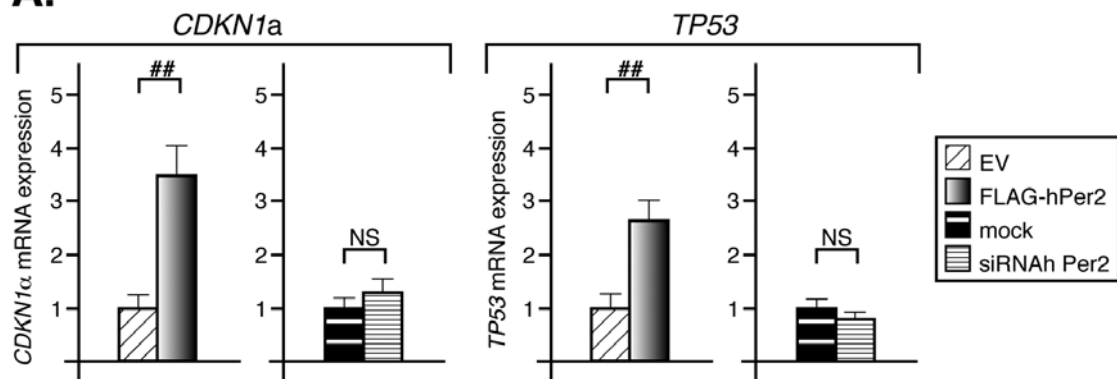 A.
CDKN1a
TP53
CDKN1α mRNA expression
5
4
3
2
1
##
5
4
3
2
1
NS
TP53 mRNA expression
5
4
3
2
1
##
5
4
3
2
1
NS
EV
FLAG-hPer2
mock
siRNAh Per2